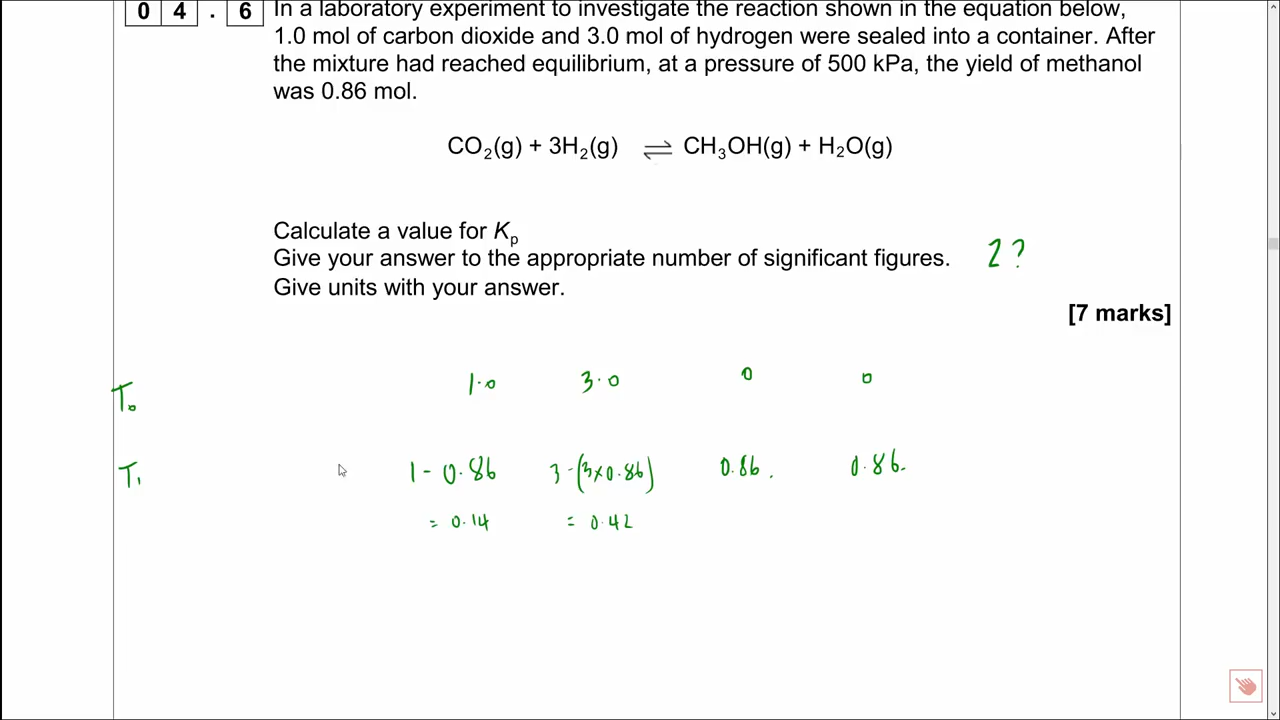 04.6 In a laboratory experiment to investigate the reaction shown in the equation below,
1.0 mol of carbon dioxide and 3.0 mol of hydrogen were sealed into a container. After
the mixture had reached equilibrium, at a pressure of 500 kPa, the yield of methanol
was 0.86 mol.
CO₂(g) + 3H₂(g) ⇌ CH₃OH(g) + H₂O(g)
Calculate a value for Kₚ
Give your answer to the appropriate number of significant figures. 2?
Give units with your answer.
[7 marks]
T₀ 1.0 3.0 0 0
T₁ 1 - 0.86 3 - (3×0.86) 0.86. 0.86.
= 0.14 = 0.42